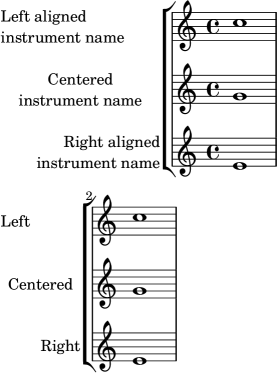 Left aligned
instrument name
Centered
instrument name
Right aligned
instrument name
2
Left
Centered
Right